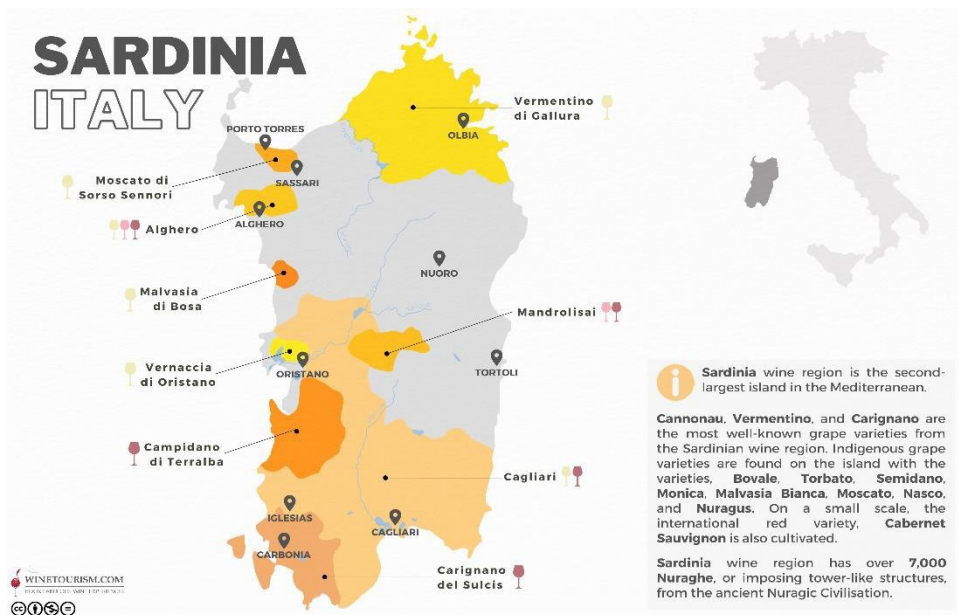 SARDINIA
ITALY
Vermentino
di Gallura
OLBIA
PORTO TORRES
SASSARI
Moscato di
Sorso Sennori
Alghero
ALGHERO
NUORO
Malvasia
di Bosa
Mandrolisai
Vernaccia
di Oristano
ORISTANO
TORTOLI
Campidano
di Terralba
Cagliari
IGLESIAS
CAGLIARI
CARBONIA
Carignano
del Sulcis
i
Sardinia wine region is the second-
largest island in the Mediterranean.
Cannonau, Vermentino, and Carignano are
the most well-known grape varieties from
the Sardinian wine region. Indigenous grape
varieties are found on the island with the
varieties, Bovale, Torbato, Semidano,
Monica, Malvasia Bianca, Moscato, Nasco,
and Nuragus. On a small scale, the
international red variety, Cabernet
Sauvignon is also cultivated.
Sardinia wine region has over 7,000
Nuraghe, or imposing tower-like structures,
from the ancient Nuragic Civilisation.
WINETOURISM.COM
cc